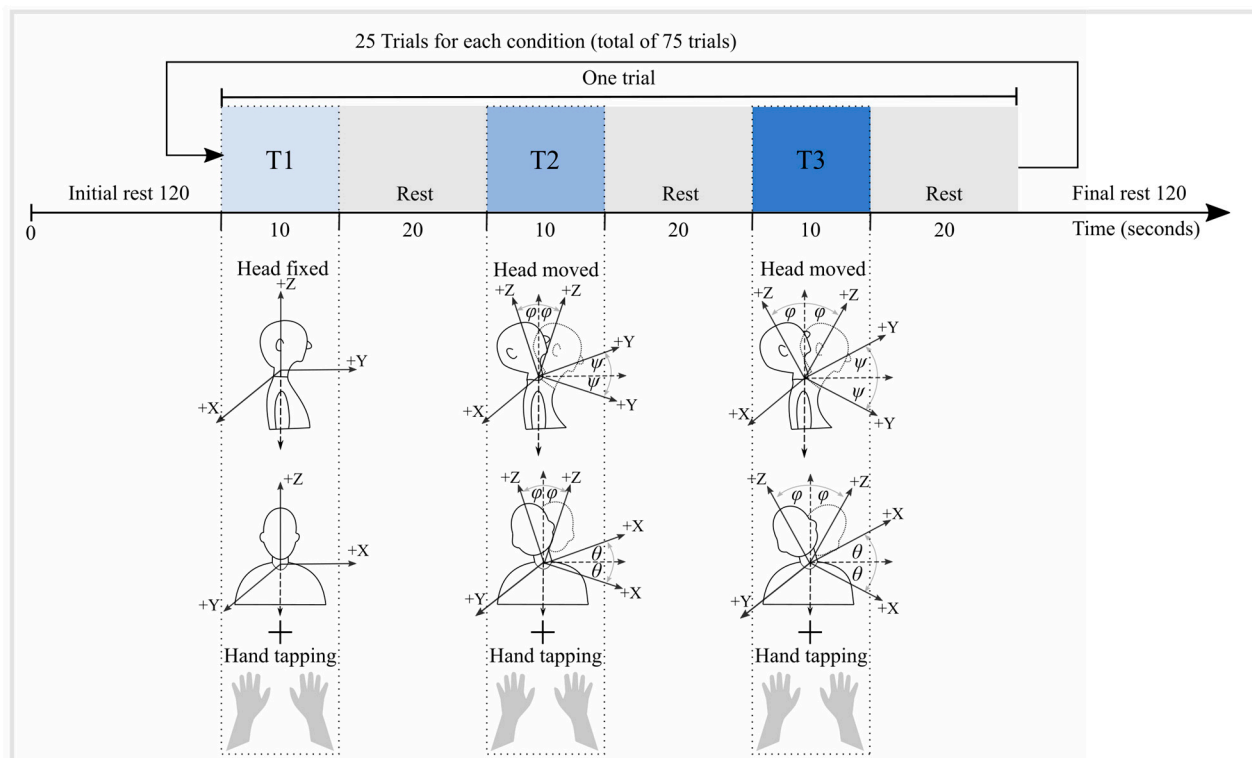 25 Trials for each condition (total of 75 trials)
One trial
T1
T2
T3
Initial rest 120
Rest
Rest
Rest
Final rest 120
0
10
20
10
20
10
20
Time (seconds)
Head fixed
Head moved
Head moved
+Z
+Y
+X
+Z
+Z
φ φ
+Y
ψ
ψ
+Y
+X
+Z
+Z
φ φ
+Y
ψ
ψ
+Y
+X
+Z
+X
+Y
+Z
+Z
φ φ
+X
θ
θ
+X
+Y
+Z
+Z
φ φ
+X
θ
θ
+X
+Y
+
+
+
Hand tapping
Hand tapping
Hand tapping